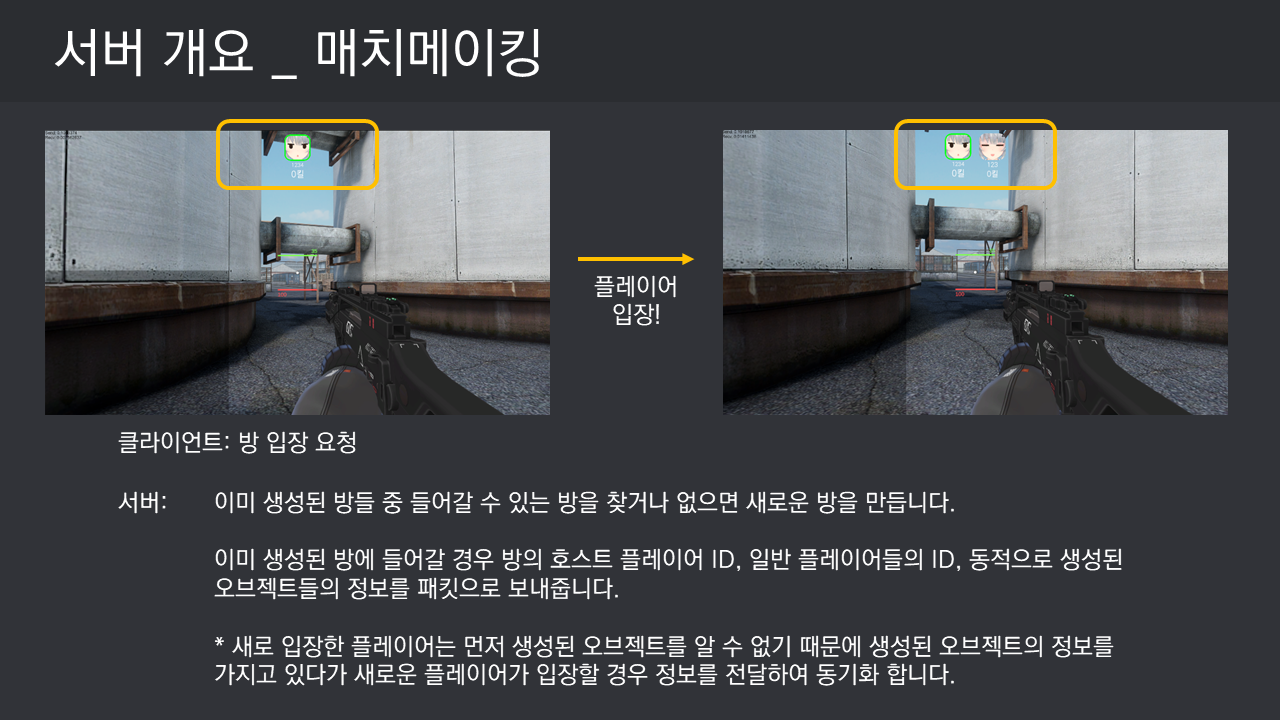 서버 개요 _ 매치메이킹
1234
0킬
1234 123
0킬 0킬
100
플레이어
입장!
클라이언트: 방 입장 요청
서버: 이미 생성된 방들 중 들어갈 수 있는 방을 찾거나 없으면 새로운 방을 만듭니다.
이미 생성된 방에 들어갈 경우 방의 호스트 플레이어 ID, 일반 플레이어들의 ID, 동적으로 생성된
오브젝트들의 정보를 패킷으로 보내줍니다.
* 새로 입장한 플레이어는 먼저 생성된 오브젝트를 알 수 없기 때문에 생성된 오브젝트의 정보를
가지고 있다가 새로운 플레이어가 입장할 경우 정보를 전달하여 동기화 합니다.